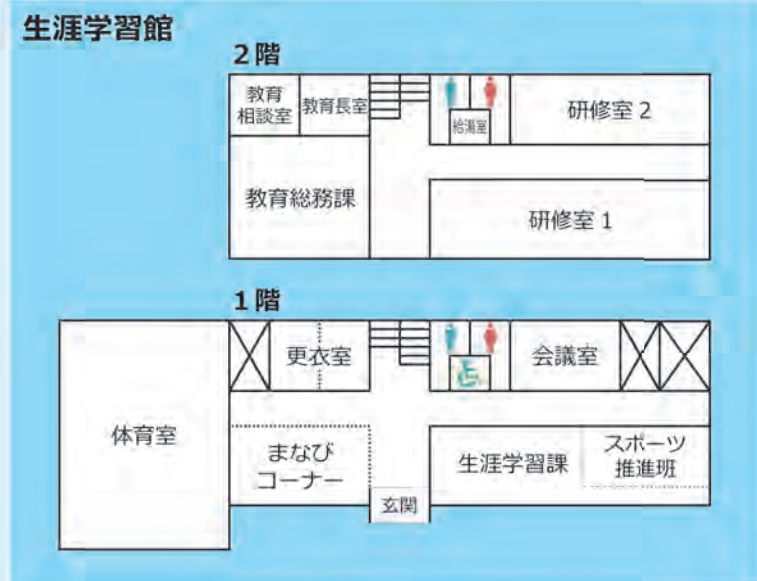 生涯学習館
2階
教育
相談室
教育長室
給湯室
研修室 2
教育総務課
研修室 1
1階
更衣室
会議室
体育室
まなび
コーナー
生涯学習課
スポーツ
推進班
玄関